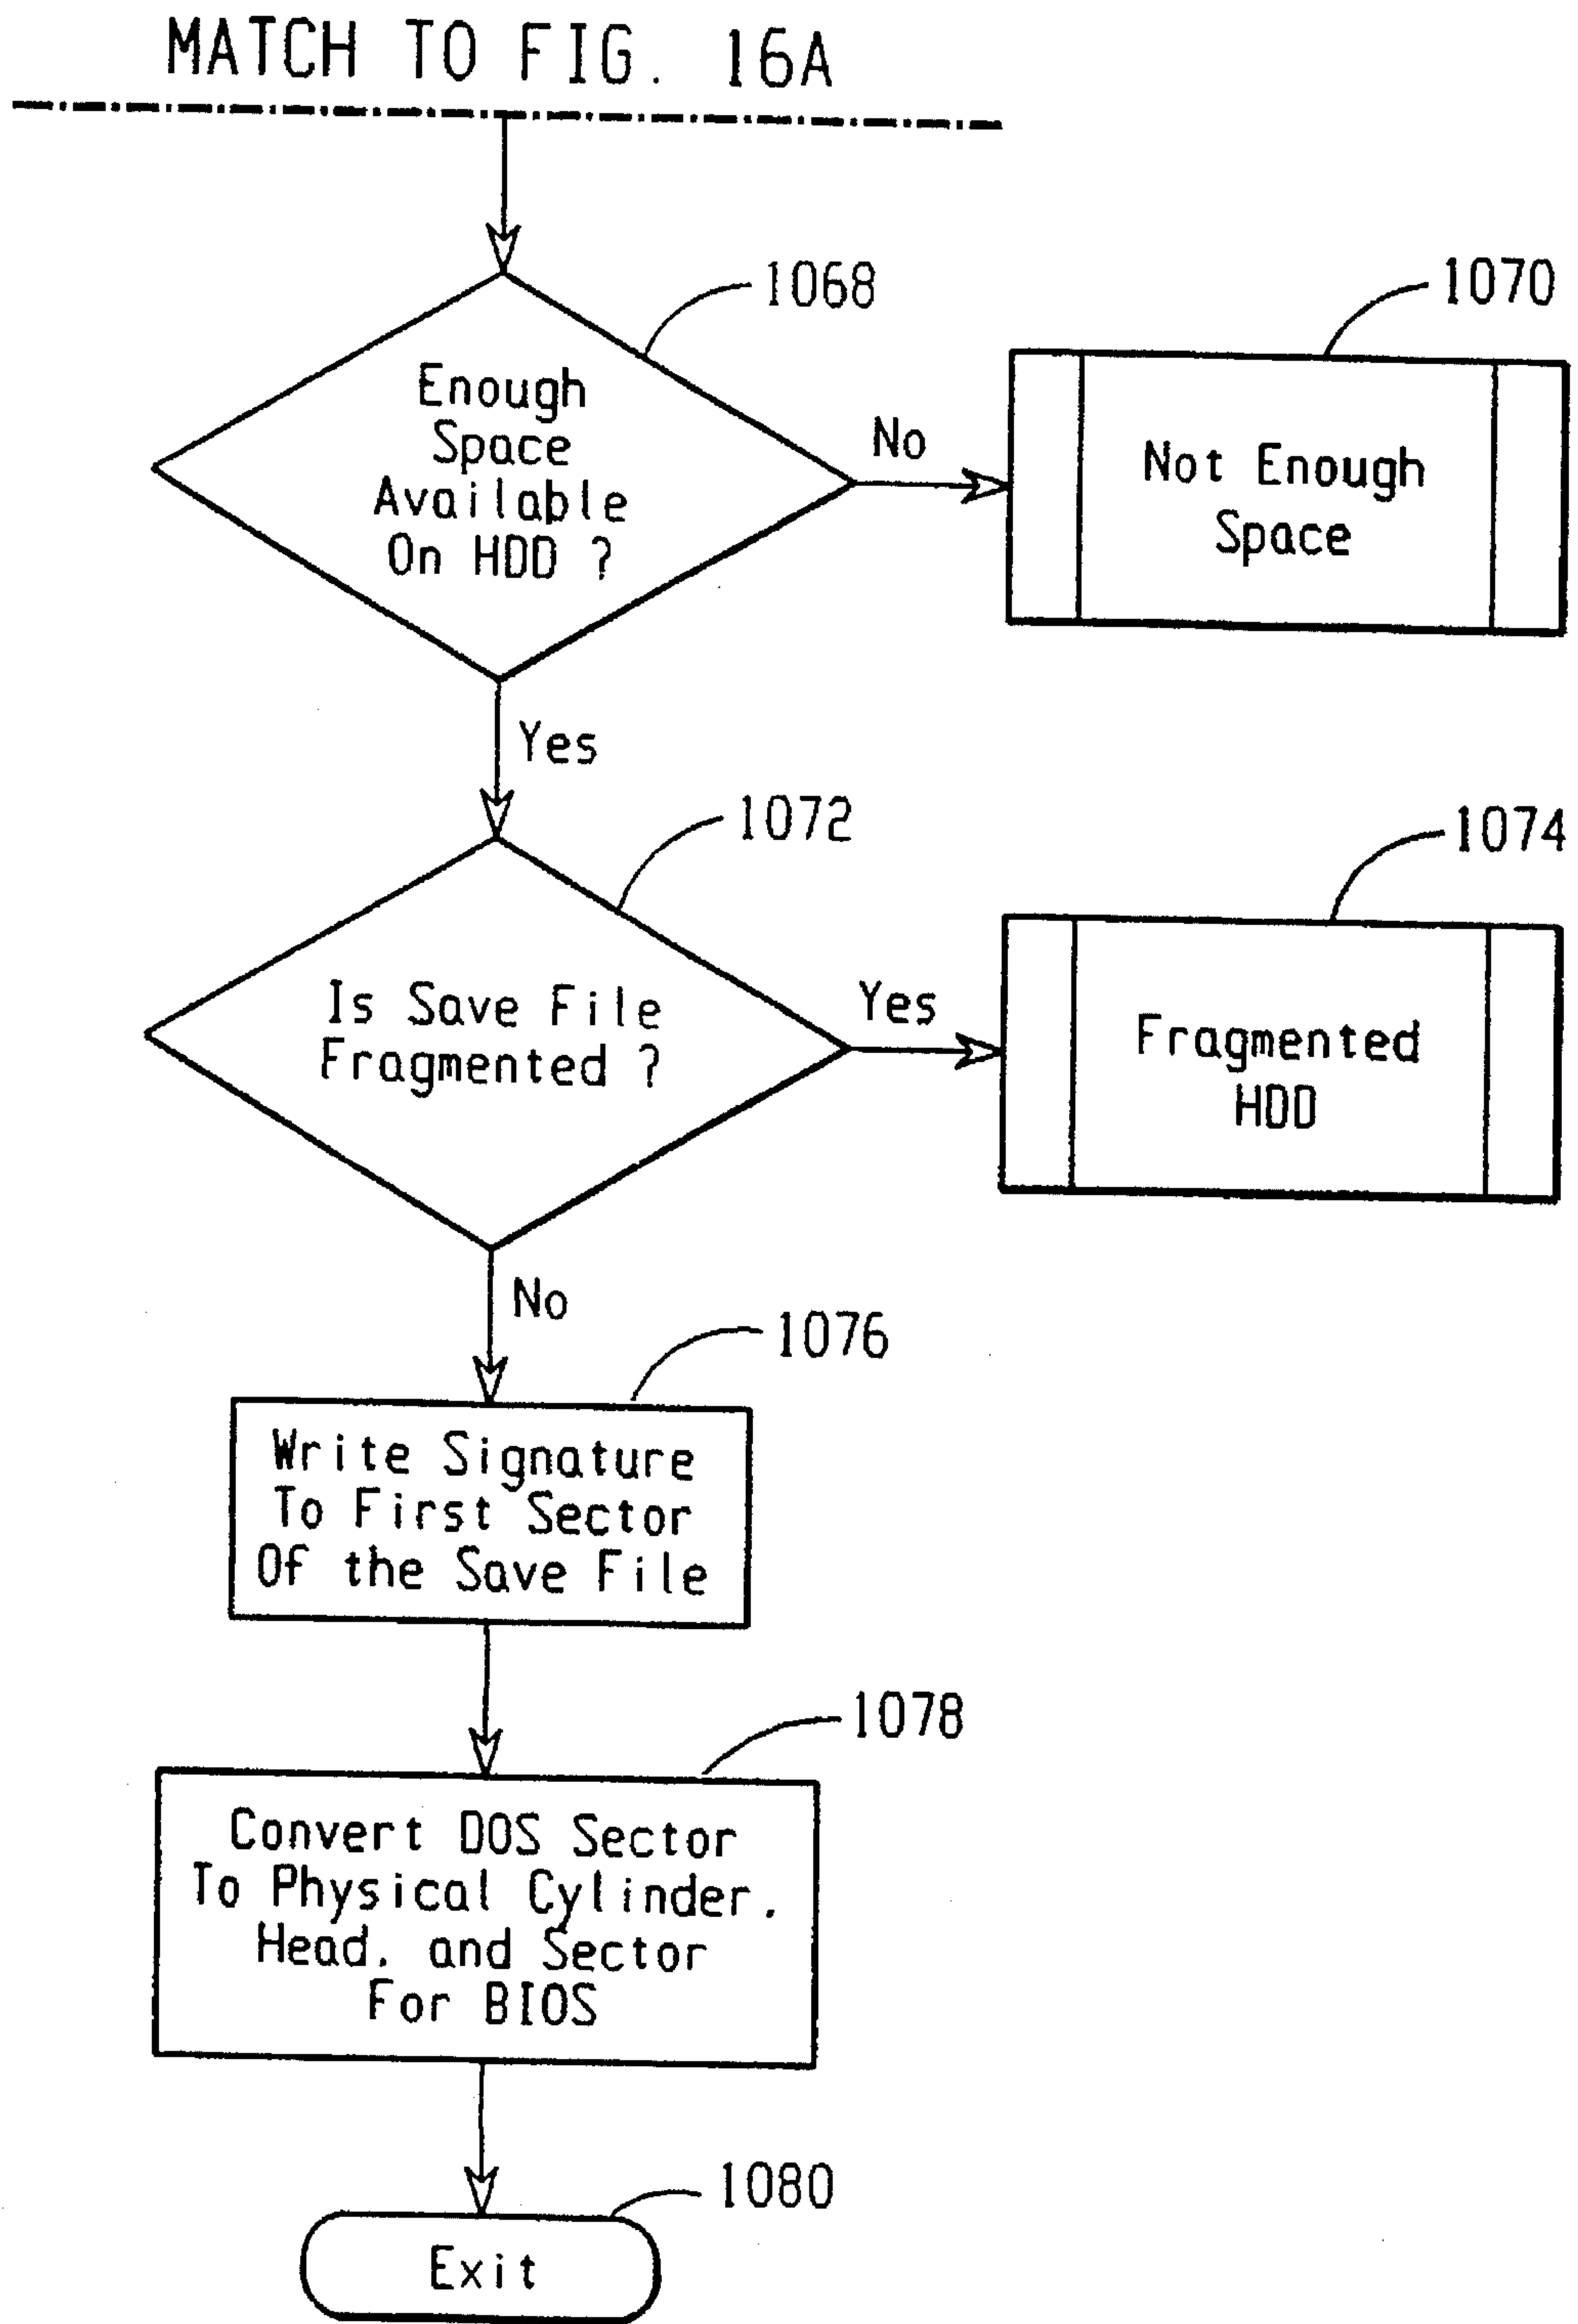 MATCH TO FIG. 16A
1068
1070
Enough
Space
Available
On HDD ?
No
Not Enough
Space
Yes
1072
1074
Is Save File
Fragmented ?
Yes
Fragmented
HDD
No
1076
Write Signature
To First Sector
Of the Save File
1078
Convert DOS Sector
To Physical Cylinder.
Head. and Sector
For BIOS
1080
Exit